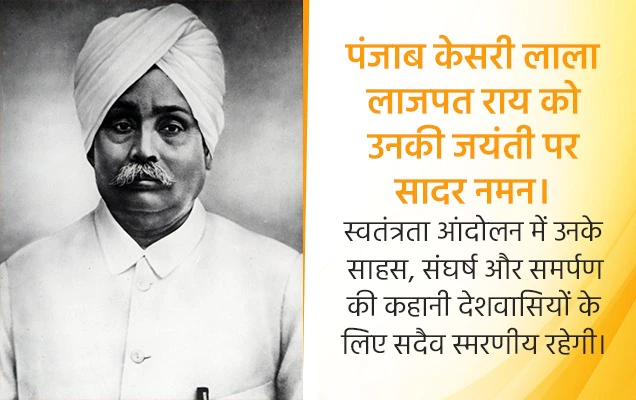 पंजाब केसरी लाला
लाजपत राय को
उनकी जयंती पर
सादर नमन।
स्वतंत्रता आंदोलन में उनके
साहस, संघर्ष और समर्पण
की कहानी देशवासियों के
लिए सदैव स्मरणीय रहेगी।